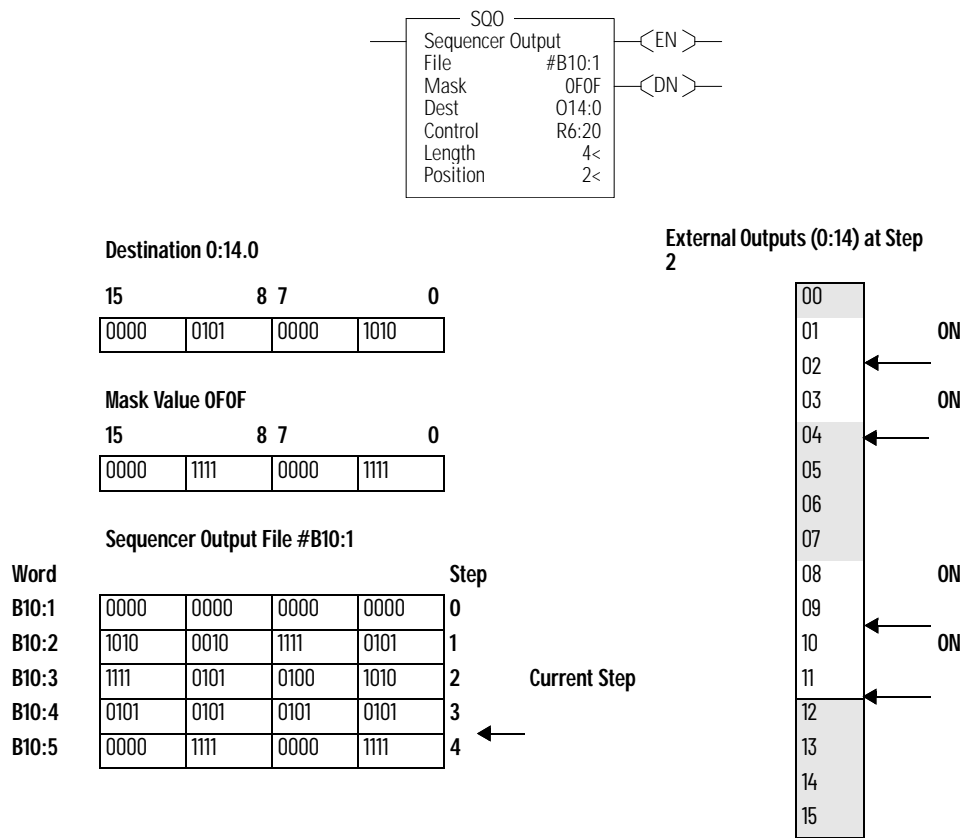 SQO
Sequencer Output
File #B10:1
Mask 0F0F
Dest O14:0
Control R6:20
Length 4<
Position 2<
EN
DN
Destination O:14.0
15 8 7 0
0000 0101 0000 1010
Mask Value 0F0F
15 8 7 0
0000 1111 0000 1111
Sequencer Output File #B10:1
Word Step
B10:1 0000 0000 0000 0000 0
B10:2 1010 0010 1111 0101 1
B10:3 1111 0101 0100 1010 2 Current Step
B10:4 0101 0101 0101 0101 3
B10:5 0000 1111 0000 1111 4
External Outputs (O:14) at Step
2
00
01 ON
02
03 ON
04
05
06
07
08 ON
09
10 ON
11
12
13
14
15